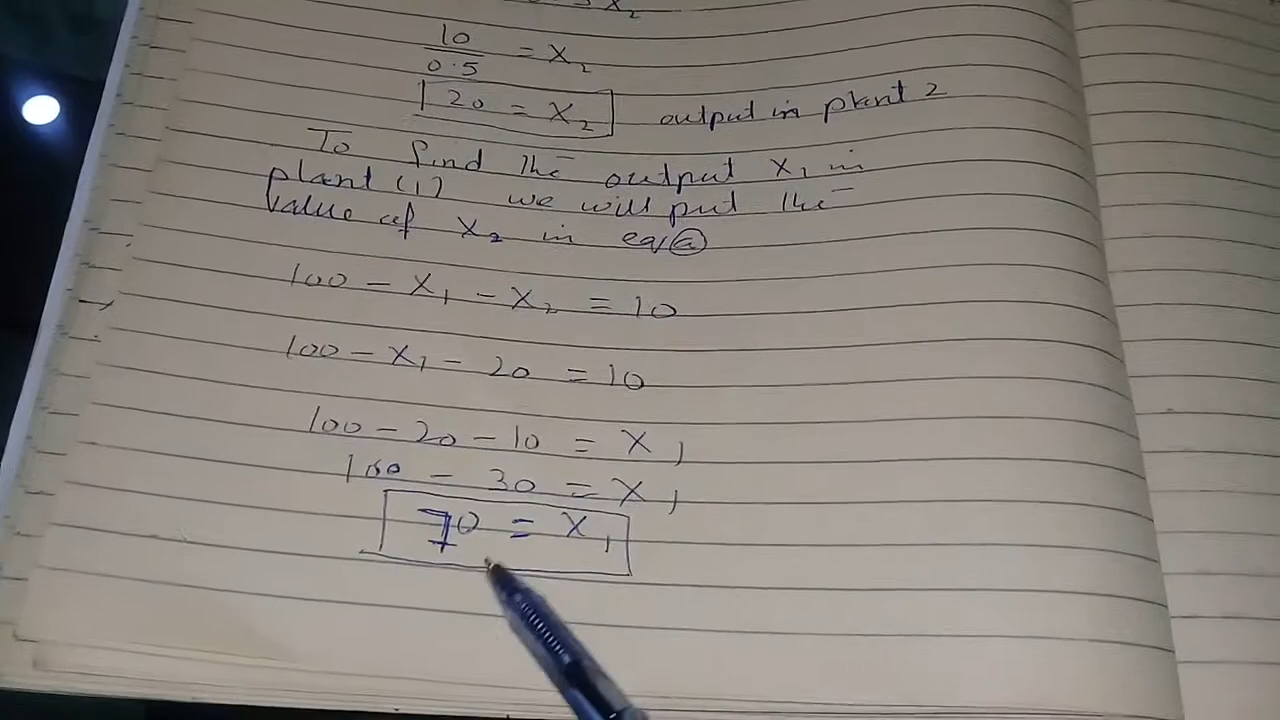 X₂
10/0.5 = X₂
20 = X₂ output in plant 2
To find the output X₁ in
plant (1) we will put the
value of X₂ in eq(a)
100 - X₁ - X₂ = 10
100 - X₁ - 20 = 10
100 - 20 - 10 = X₁
100 - 30 = X₁
70 = X₁